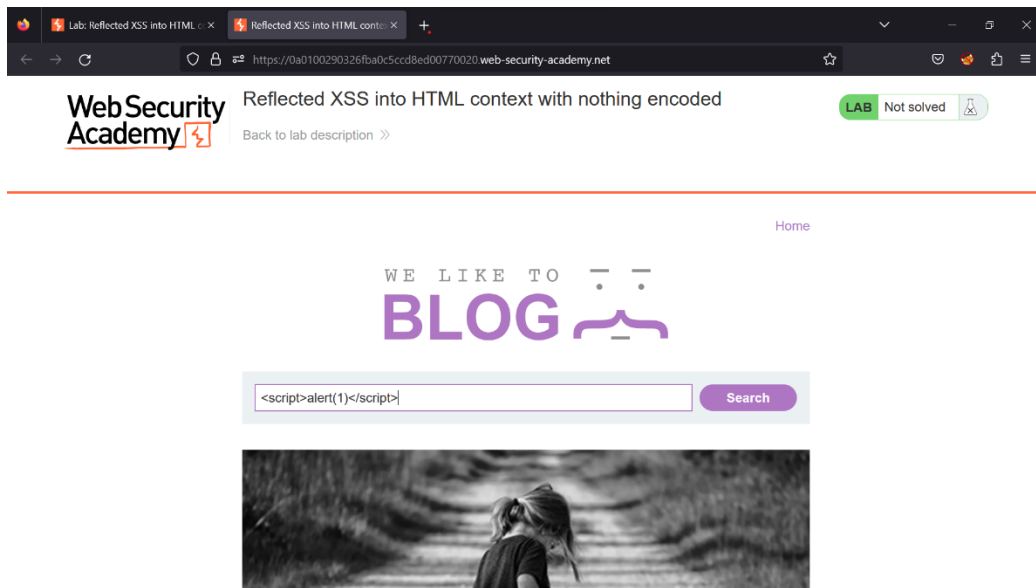 Lab: Reflected XSS into HTML c
Reflected XSS into HTML contex
https://0a0100290326fba0c5ccd8ed00770020.web-security-academy.net
Web Security
Academy
Reflected XSS into HTML context with nothing encoded
Back to lab description
LAB Not solved
Home
WE LIKE TO
BLOG
<script>alert(1)</script>
Search